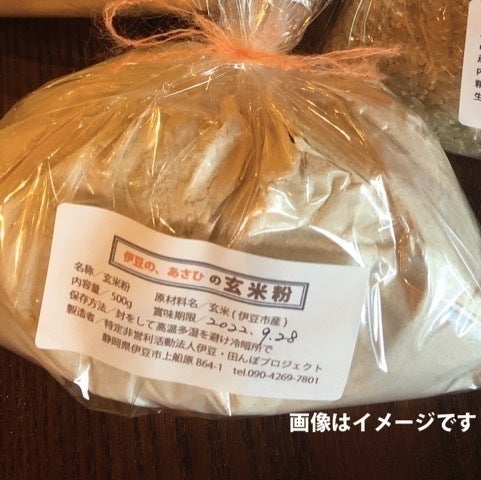 伊豆の、あさひの玄米粉
名称／玄米粉　原材料名／玄米（伊豆市産）
内容量／500g　賞味期限／2022.9.28
保存方法／封をして高温多湿を避け冷暗所で
製造者／特定非営利活動法人伊豆・田んぼプロジェクト
静岡県伊豆市上船原 864-1　tel.090-4269-7801
画像はイメージです